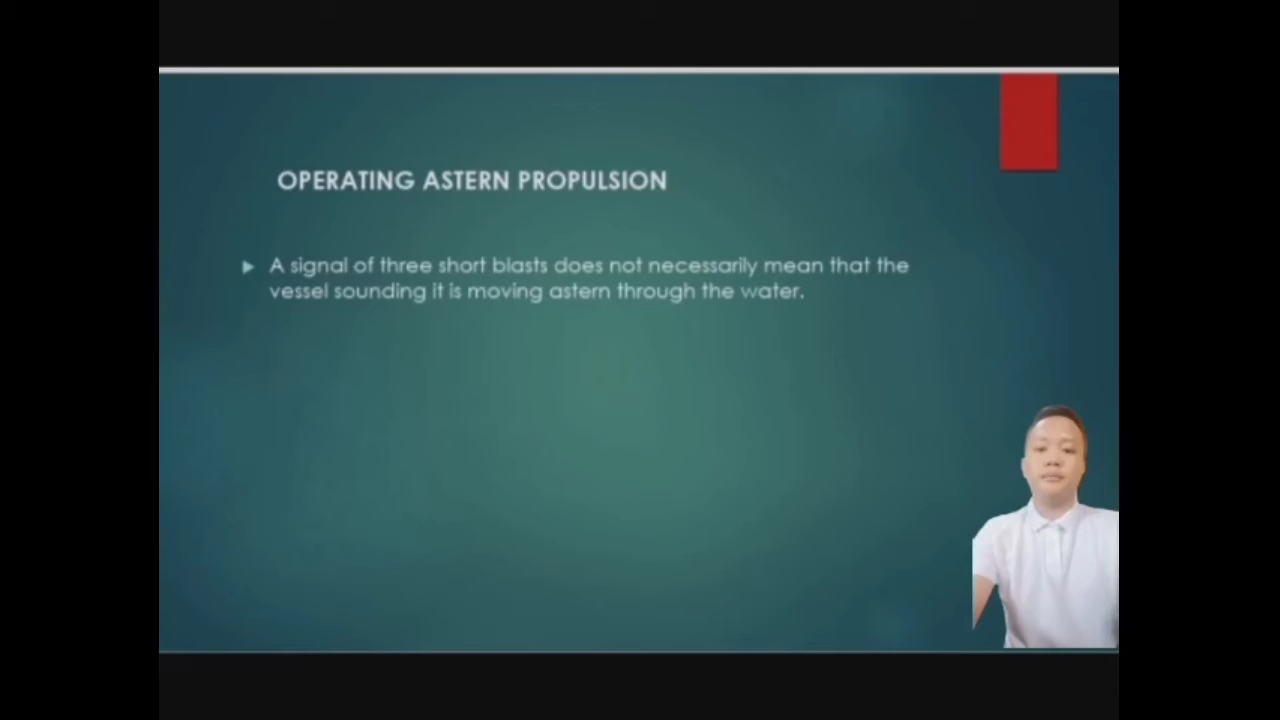 OPERATING ASTERN PROPULSION
A signal of three short blasts does not necessarily mean that the
vessel sounding it is moving astern through the water.